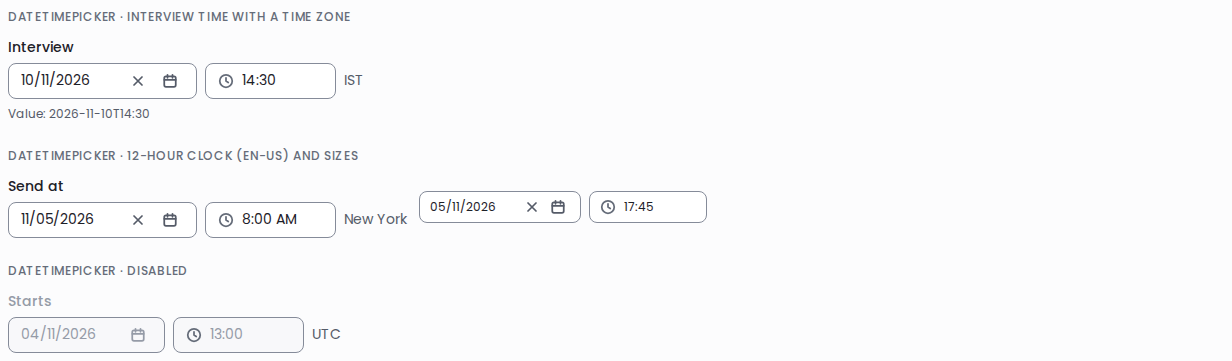 DATETIMEPICKER · INTERVIEW TIME WITH A TIME ZONE
Interview
10/11/2026 14:30 IST
Value: 2026-11-10T14:30
DATETIMEPICKER · 12-HOUR CLOCK (EN-US) AND SIZES
Send at
11/05/2026 8:00 AM New York 05/11/2026 17:45
DATETIMEPICKER · DISABLED
Starts
04/11/2026 13:00 UTC